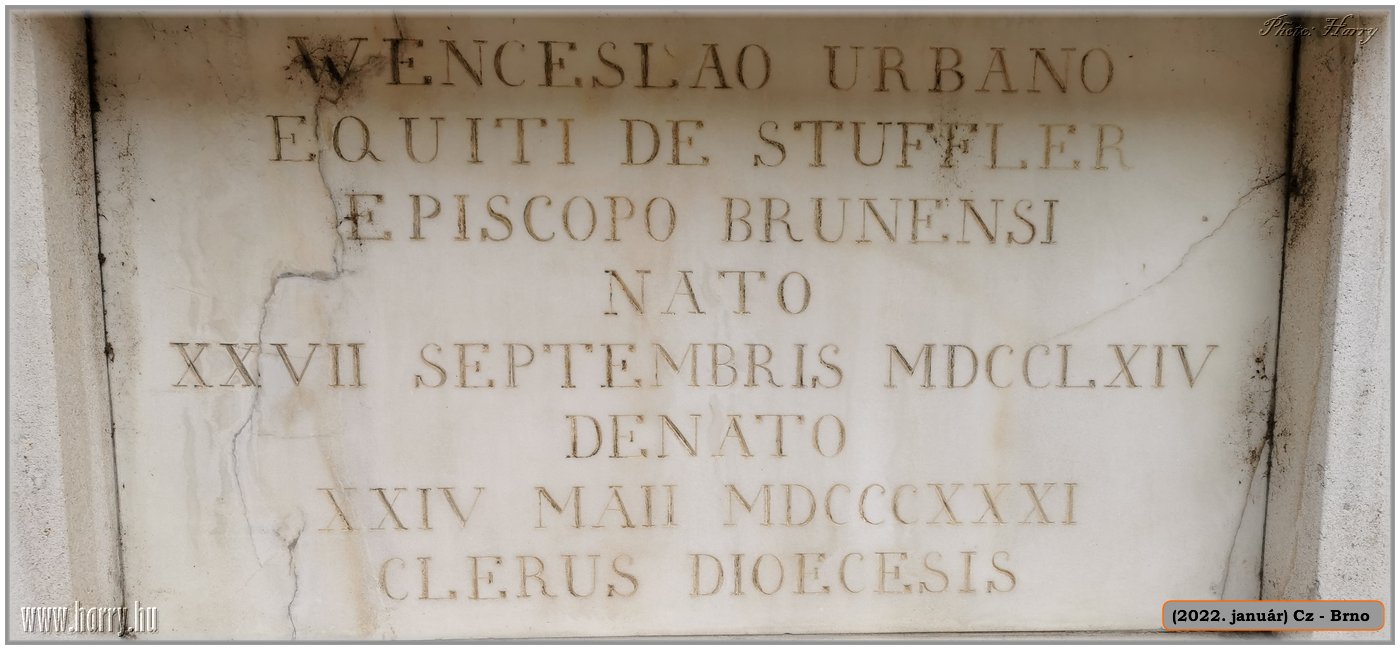 Photo: Harry
WENCESLAO URBANO
EQUITI DE STUFFLER
EPISCOPO BRUNENSI
NATO
XXVII SEPTEMBRIS MDCCLXIV
DENATO
XXIV MAII MDCCCXXXI
CLERUS DIOECESIS
www.harry.hu
(2022. január) Cz - Brno